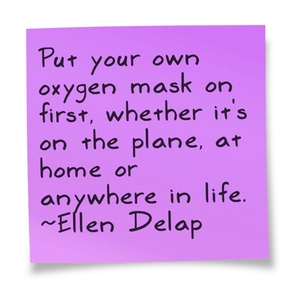 Put your own
oxygen mask on
first, whether it's
on the plane, at
home or
anywhere in life.
~Ellen Delap